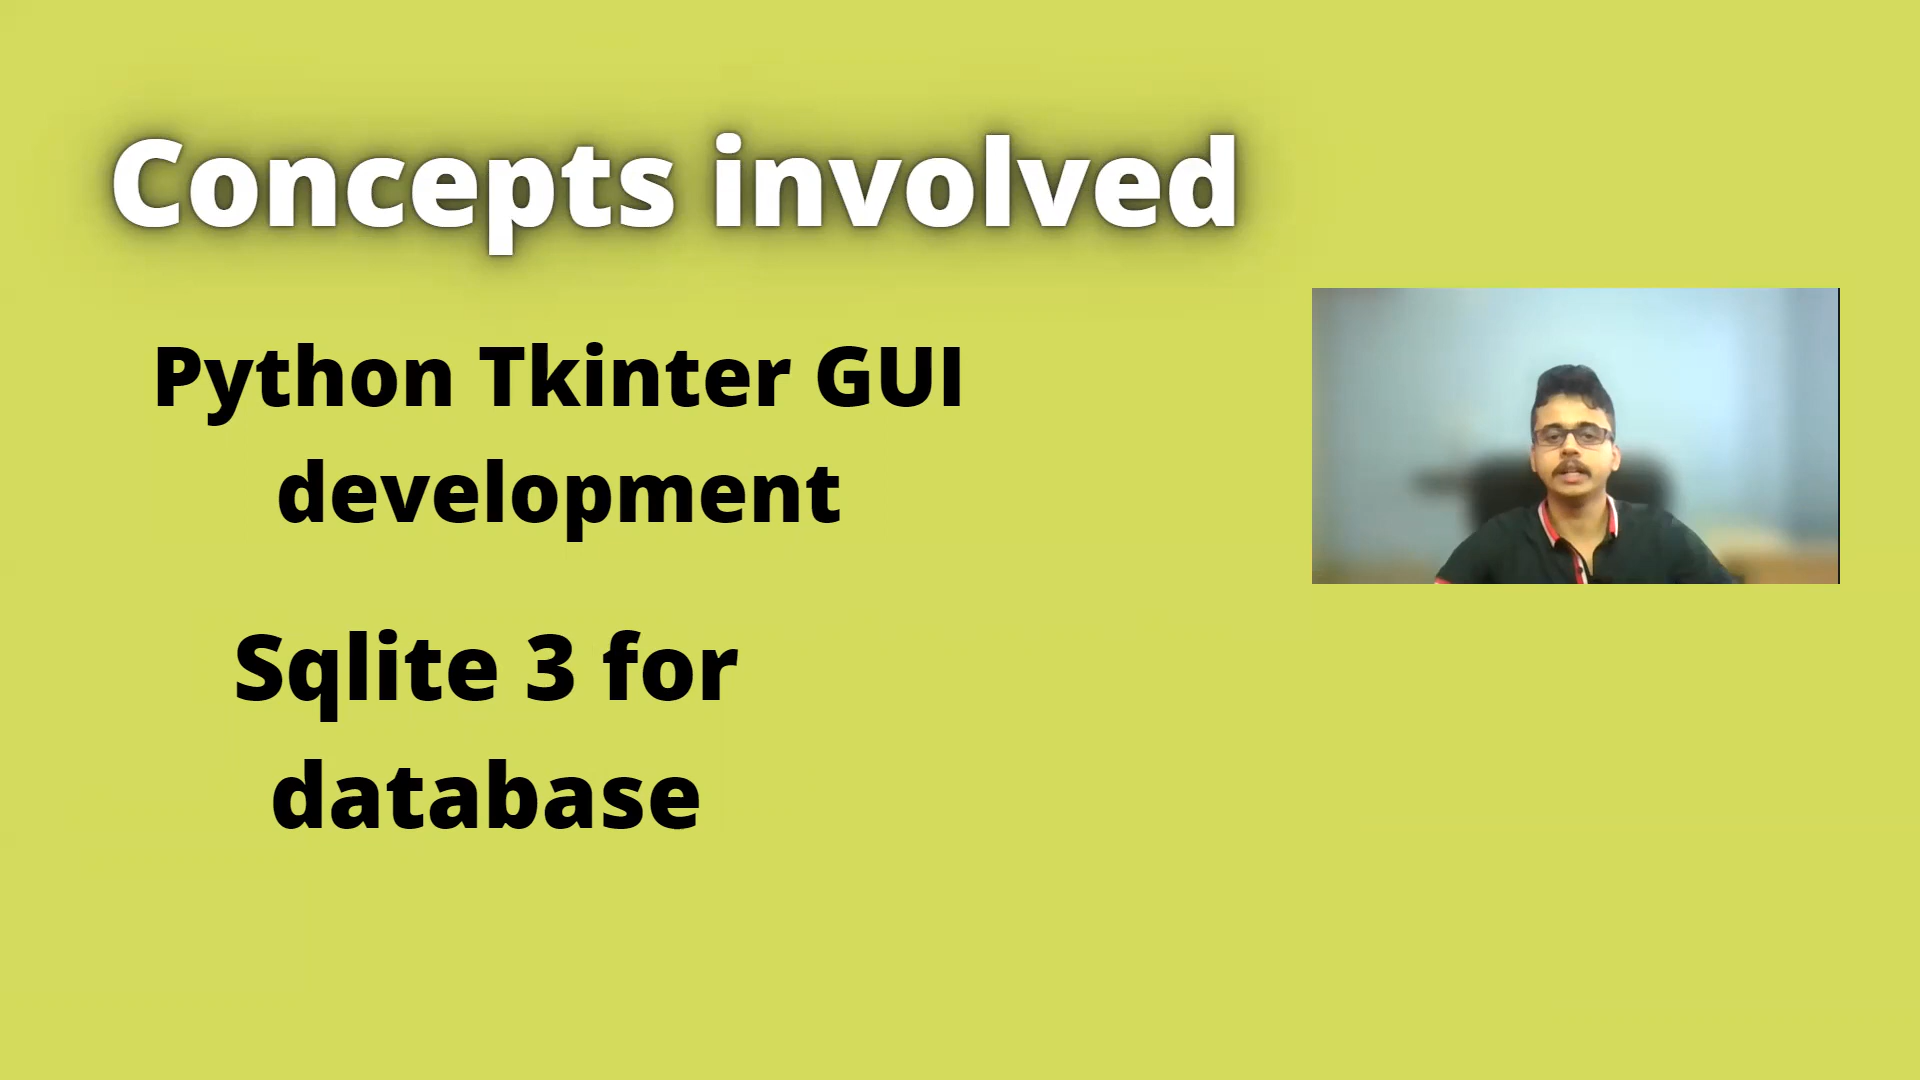 Concepts involved
Python Tkinter GUI
development
Sqlite 3 for
database